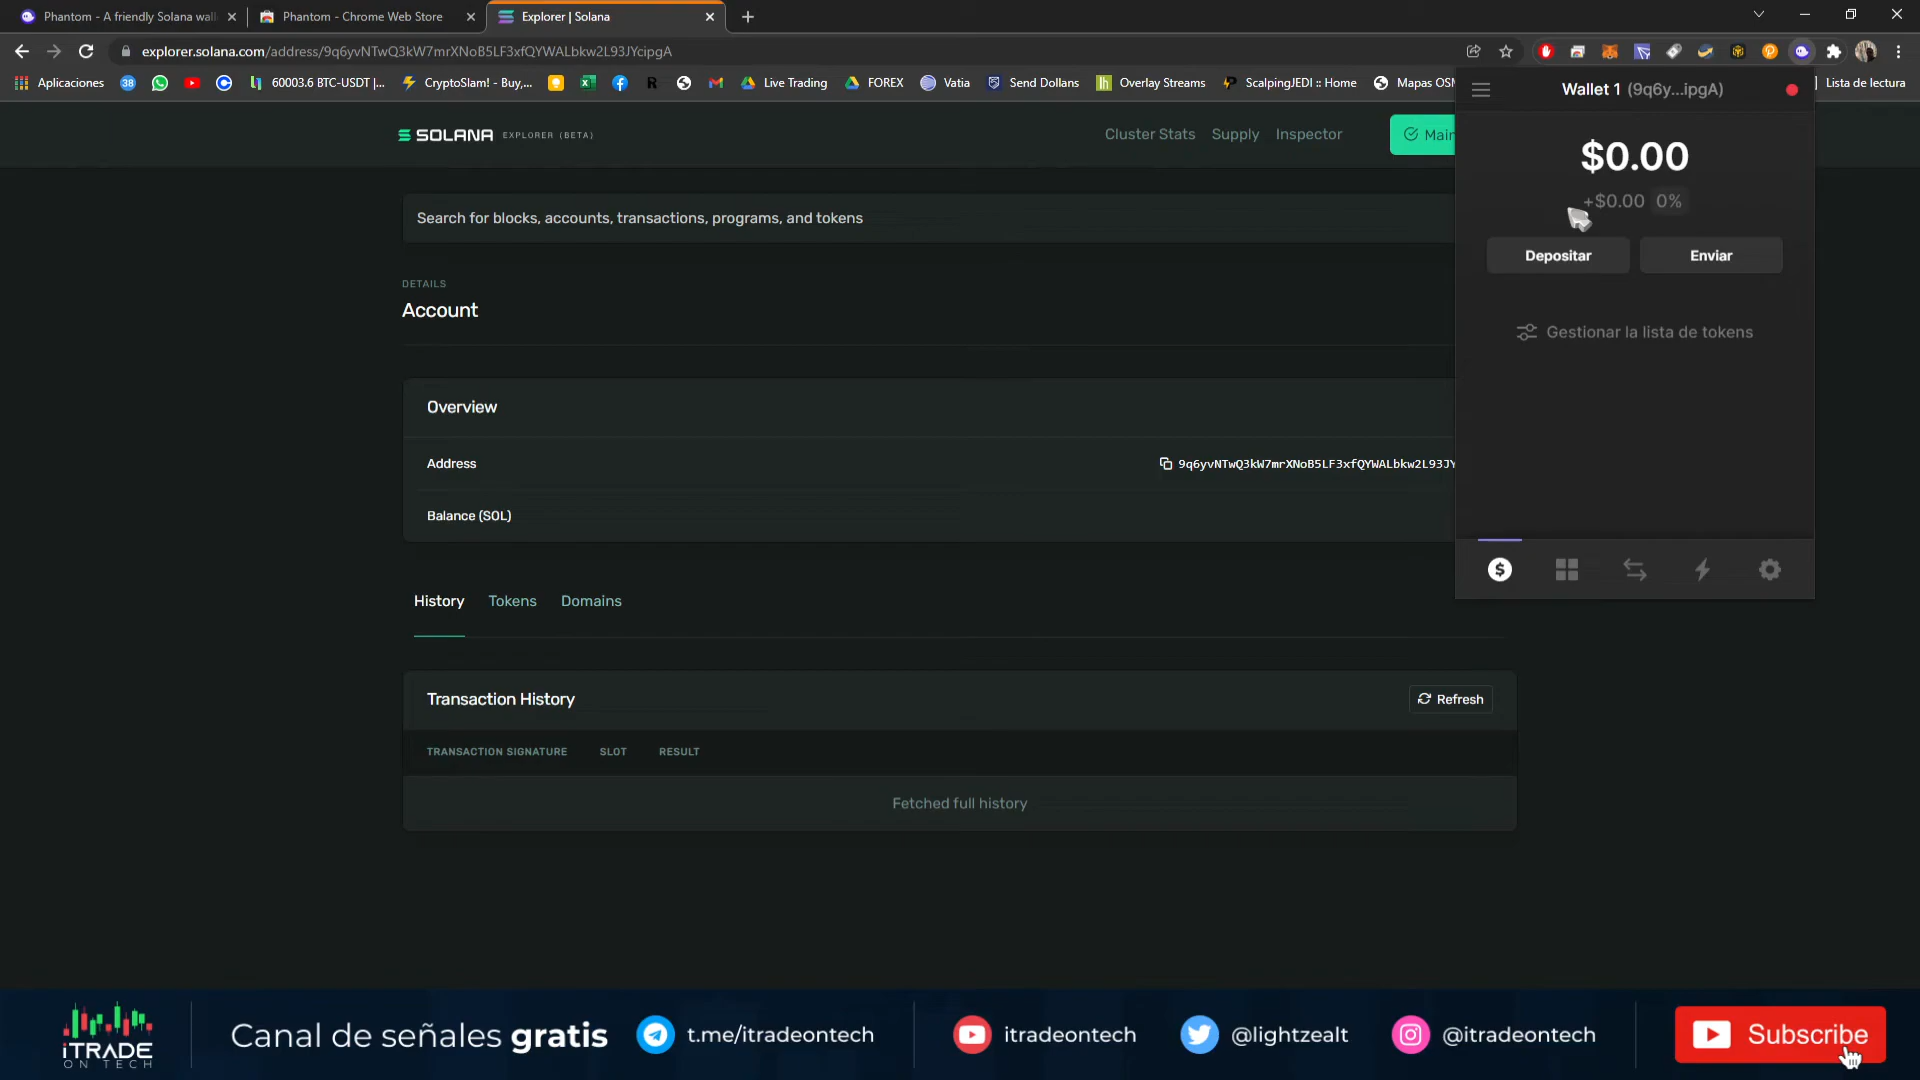 Phantom - A friendly Solana wall
Phantom - Chrome Web Store
Explorer | Solana
explorer.solana.com/address/9q6yvNTwQ3kW7mrXNoB5LF3xfQYWALbkw2L93JYcipgA
Aplicaciones
38
60003.6 BTC-USDT |...
CryptoSlam! - Buy,...
R
Live Trading
FOREX
Vatia
Send Dollans
Overlay Streams
ScalpingJEDI :: Home
Mapas OSM
Lista de lectura
SOLANA EXPLORER (BETA)
Cluster Stats
Supply
Inspector
Main
Search for blocks, accounts, transactions, programs, and tokens
DETAILS
Account
Overview
Address
9q6yvNTwQ3kW7mrXNoB5LF3xfQYWALbkw2L93JY
Balance (SOL)
History
Tokens
Domains
Transaction History
Refresh
TRANSACTION SIGNATURE
SLOT
RESULT
Fetched full history
Wallet 1 (9q6y...ipgA)
$0.00
+$0.00 0%
Depositar
Enviar
Gestionar la lista de tokens
iTRADE
ON TECH
Canal de señales gratis
t.me/itradeontech
itradeontech
@lightzealt
@itradeontech
Subscribe